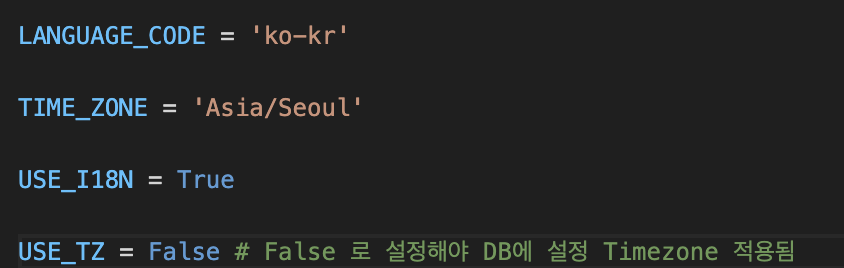 LANGUAGE_CODE = 'ko-kr'
TIME_ZONE = 'Asia/Seoul'
USE_I18N = True
USE_TZ = False # False 로 설정해야 DB에 설정 Timezone 적용됨